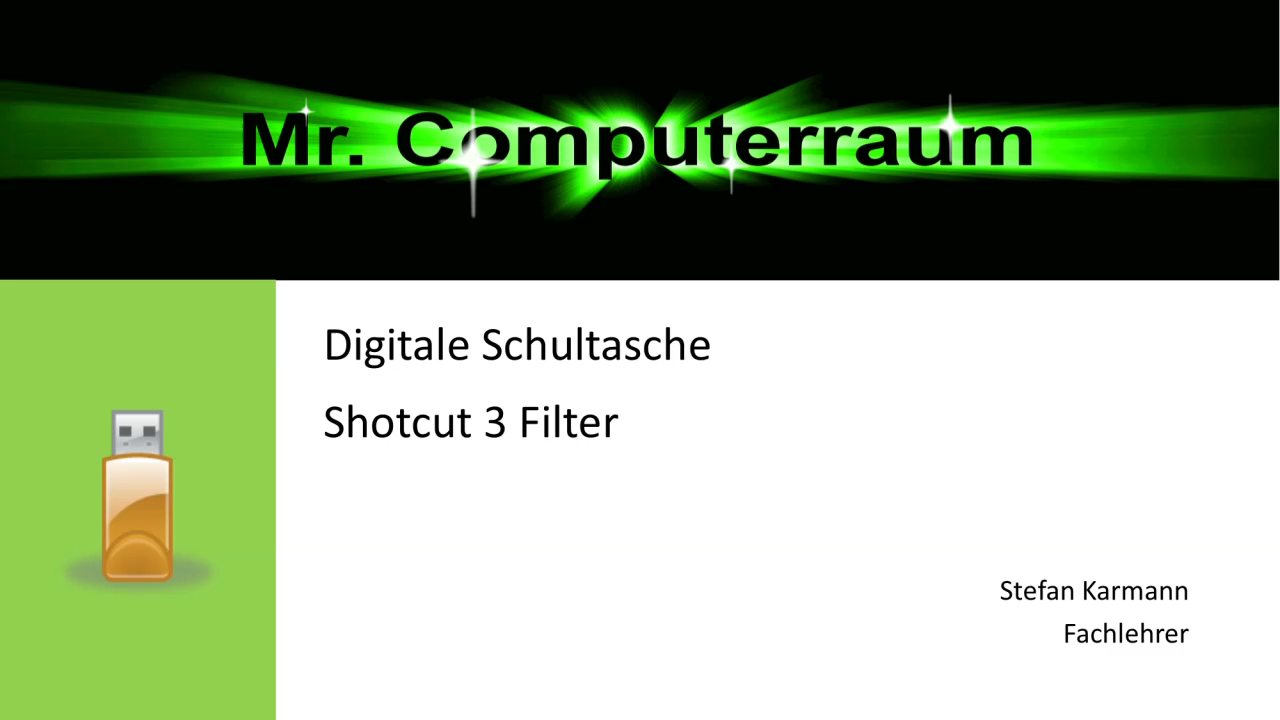 Mr. Computerraum
Digitale Schultasche
Shotcut 3 Filter
Stefan Karmann
Fachlehrer